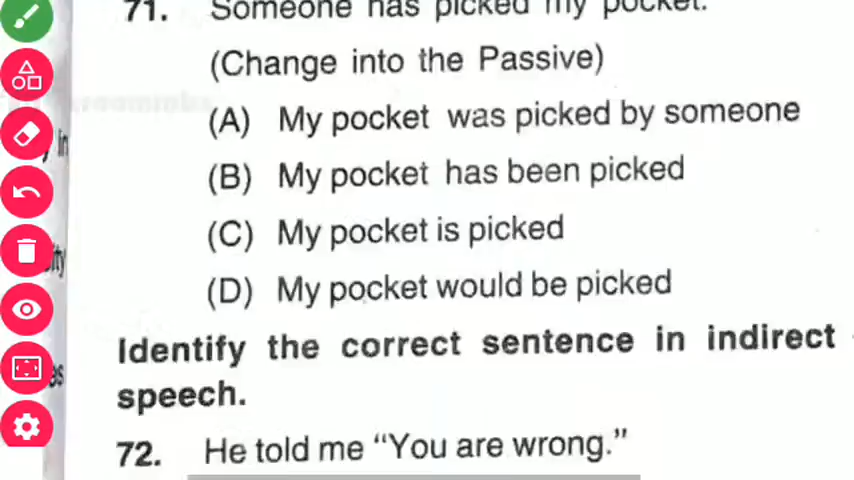 71. Someone has picked my pocket.
(Change into the Passive)
(A) My pocket was picked by someone
(B) My pocket has been picked
(C) My pocket is picked
(D) My pocket would be picked
Identify the correct sentence in indirect
speech.
72. He told me “You are wrong.”